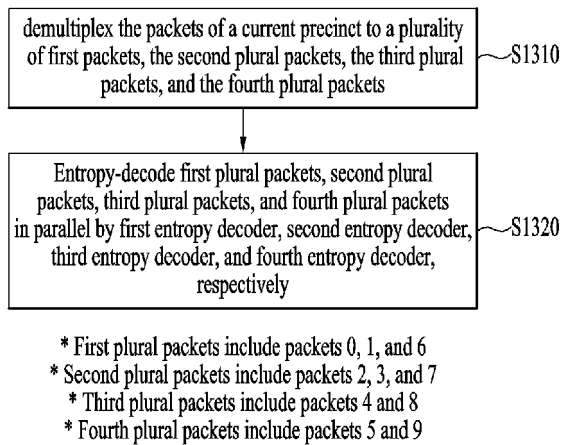 demultiplex the packets of a current precinct to a plurality
of first packets, the second plural packets, the third plural
packets, and the fourth plural packets
S1310
Entropy-decode first plural packets, second plural
packets, third plural packets, and fourth plural packets
in parallel by first entropy decoder, second entropy decoder,
third entropy decoder, and fourth entropy decoder,
respectively
S1320
* First plural packets include packets 0, 1, and 6
* Second plural packets include packets 2, 3, and 7
* Third plural packets include packets 4 and 8
* Fourth plural packets include packets 5 and 9